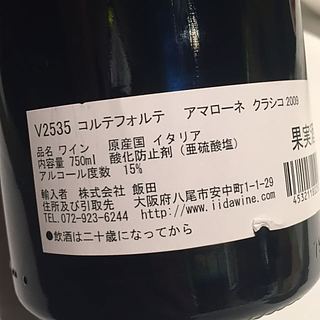 V2535 コルテフォルテ　アマローネ クラシコ2009
品名 ワイン　原産国 イタリア
内容量 750ml　酸化防止剤（亜硫酸塩）
アルコール度数　15%
果実
輸入者　株式会社 飯田
住所及び引取先　大阪府八尾市安中町1-1-29
TEL.072-923-6244　http://www.iidawine.com/
●飲酒は二十歳になってから